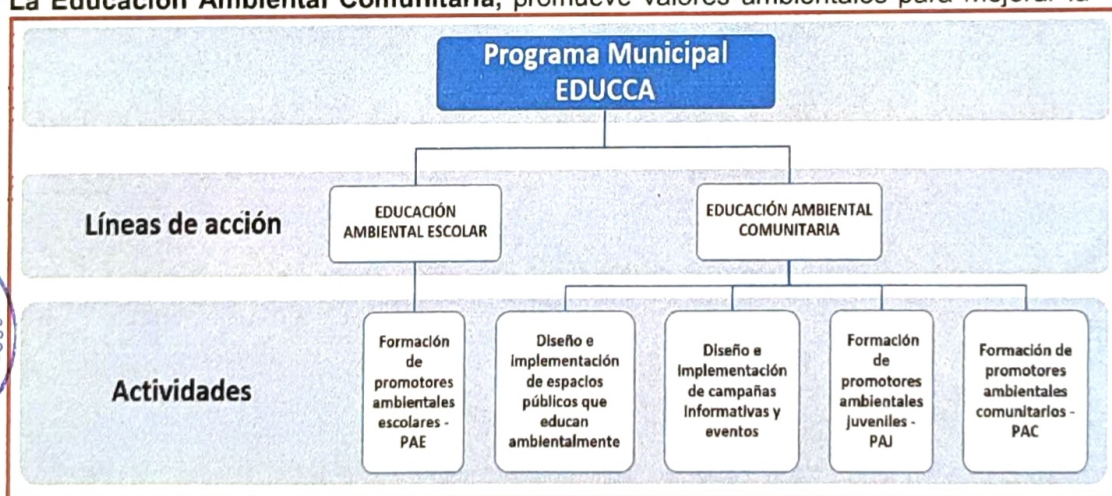 La Educación Ambiental Comunitaria, promueve valores ambientales para mejorar la
Programa Municipal
EDUCCA
Líneas de acción
EDUCACIÓN
AMBIENTAL ESCOLAR
EDUCACIÓN AMBIENTAL
COMUNITARIA
Actividades
Formación
de
promotores
ambientales
escolares -
PAE
Diseño e
implementación
de espacios
públicos que
educan
ambientalmente
Diseño e
implementación
de campañas
informativas y
eventos
Formación
de
promotores
ambientales
juveniles -
PAJ
Formación de
promotores
ambientales
comunitarios -
PAC